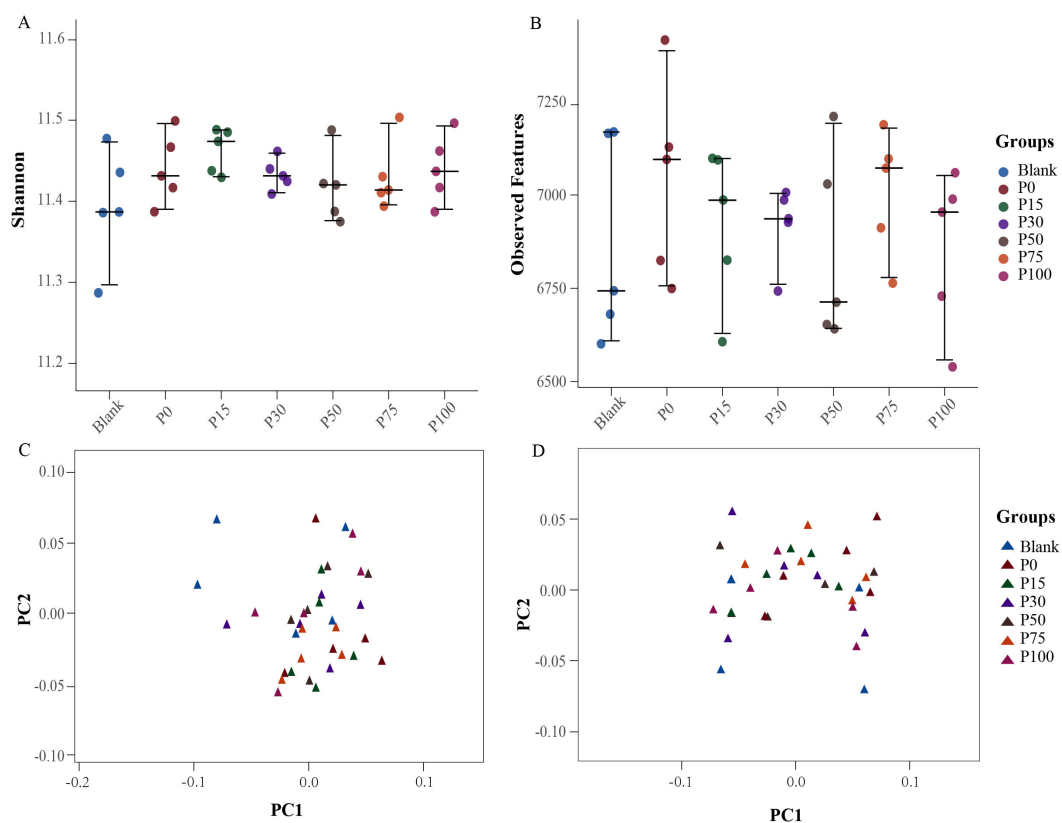 A
Shannon
11.6
11.5
11.4
11.3
11.2
Blank
P0
P15
P30
P50
P75
P100
B
Observed Features
7250
7000
6750
6500
Blank
P0
P15
P30
P50
P75
P100
Groups
Blank
P0
P15
P30
P50
P75
P100
C
PC2
0.10
0.05
0.00
-0.05
-0.10
-0.2
-0.1
0.0
0.1
PC1
D
PC2
0.05
0.00
-0.05
-0.10
-0.1
0.0
0.1
PC1
Groups
Blank
P0
P15
P30
P50
P75
P100